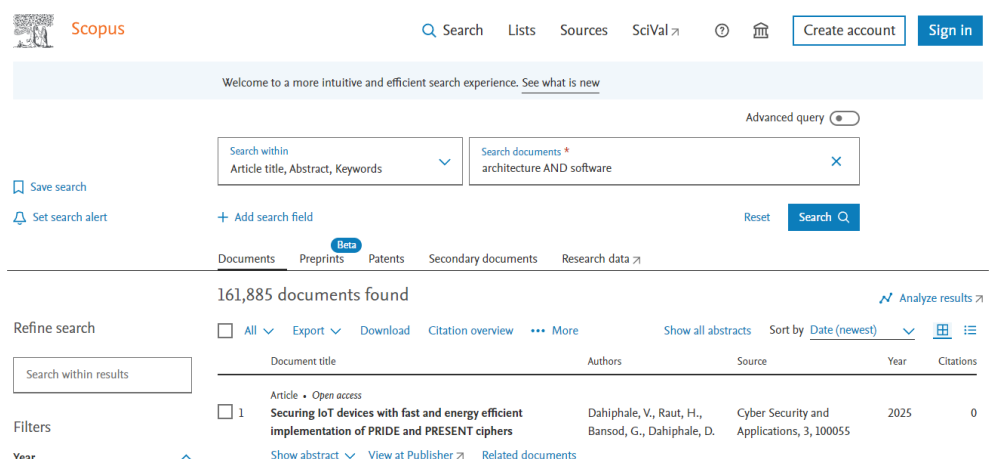 Scopus
Search Lists Sources SciVal Create account Sign in
Welcome to a more intuitive and efficient search experience. See what is new
Advanced query
Search within
Article title, Abstract, Keywords
Search documents *
architecture AND software
Save search
Set search alert
Add search field
Reset
Search
Beta
Documents Preprints Patents Secondary documents Research data
161,885 documents found
Analyze results
Refine search
All Export Download Citation overview More Show all abstracts Sort by Date (newest)
Document title Authors Source Year Citations
Search within results
Article • Open access
1 Securing IoT devices with fast and energy efficient Dahiphale, V., Raut, H., Cyber Security and 2025 0
implementation of PRIDE and PRESENT ciphers Bansod, G., Dahiphale, D. Applications, 3, 100055
Filters
Show abstract View at Publisher Related documents
Year